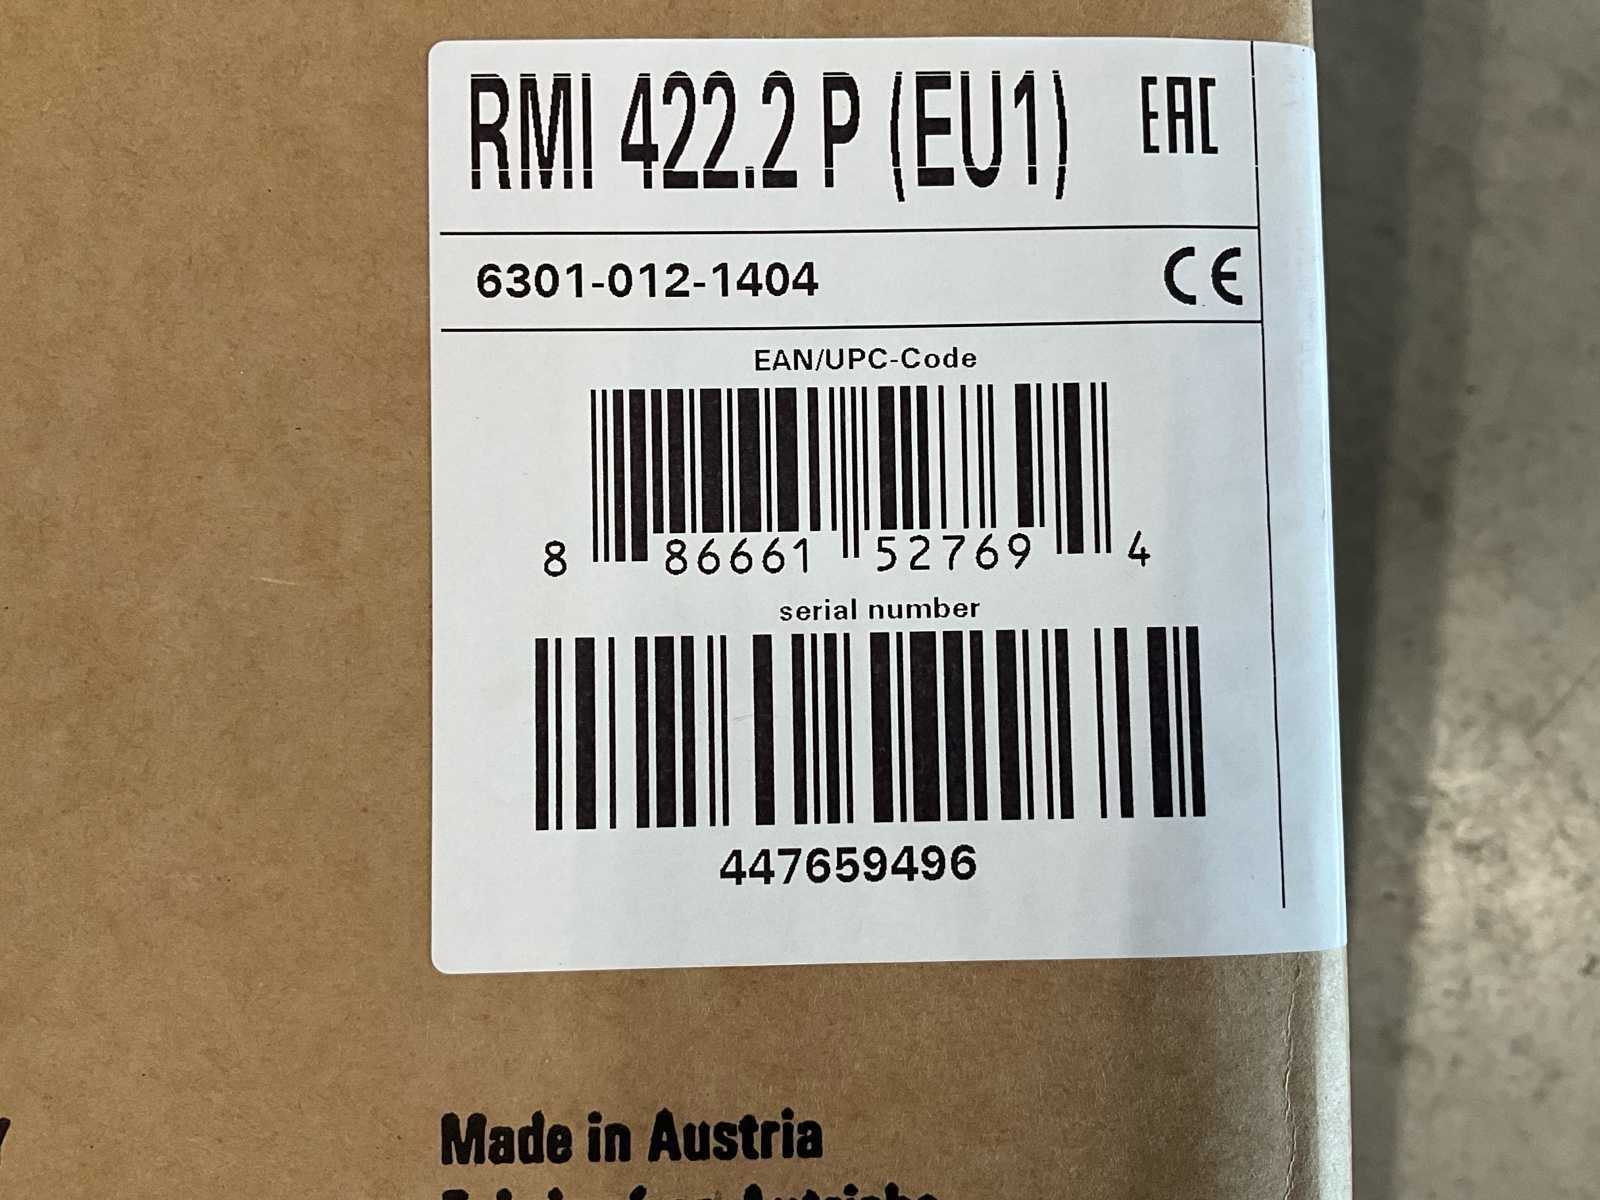 RMI 422.2 P (EU1)
EAC
6301-012-1404
CE
EAN/UPC-Code
8 86661 52769 4
serial number
447659496
Made in Austria